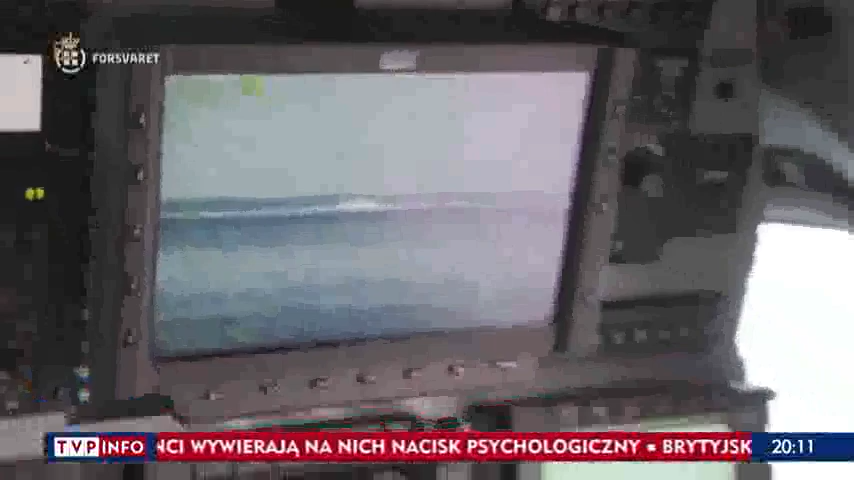 FORSVARET
TVP INFO NCI WYWIERAJĄ NA NICH NACISK PSYCHOLOGICZNY ▪ BRYTYJSK 20:11